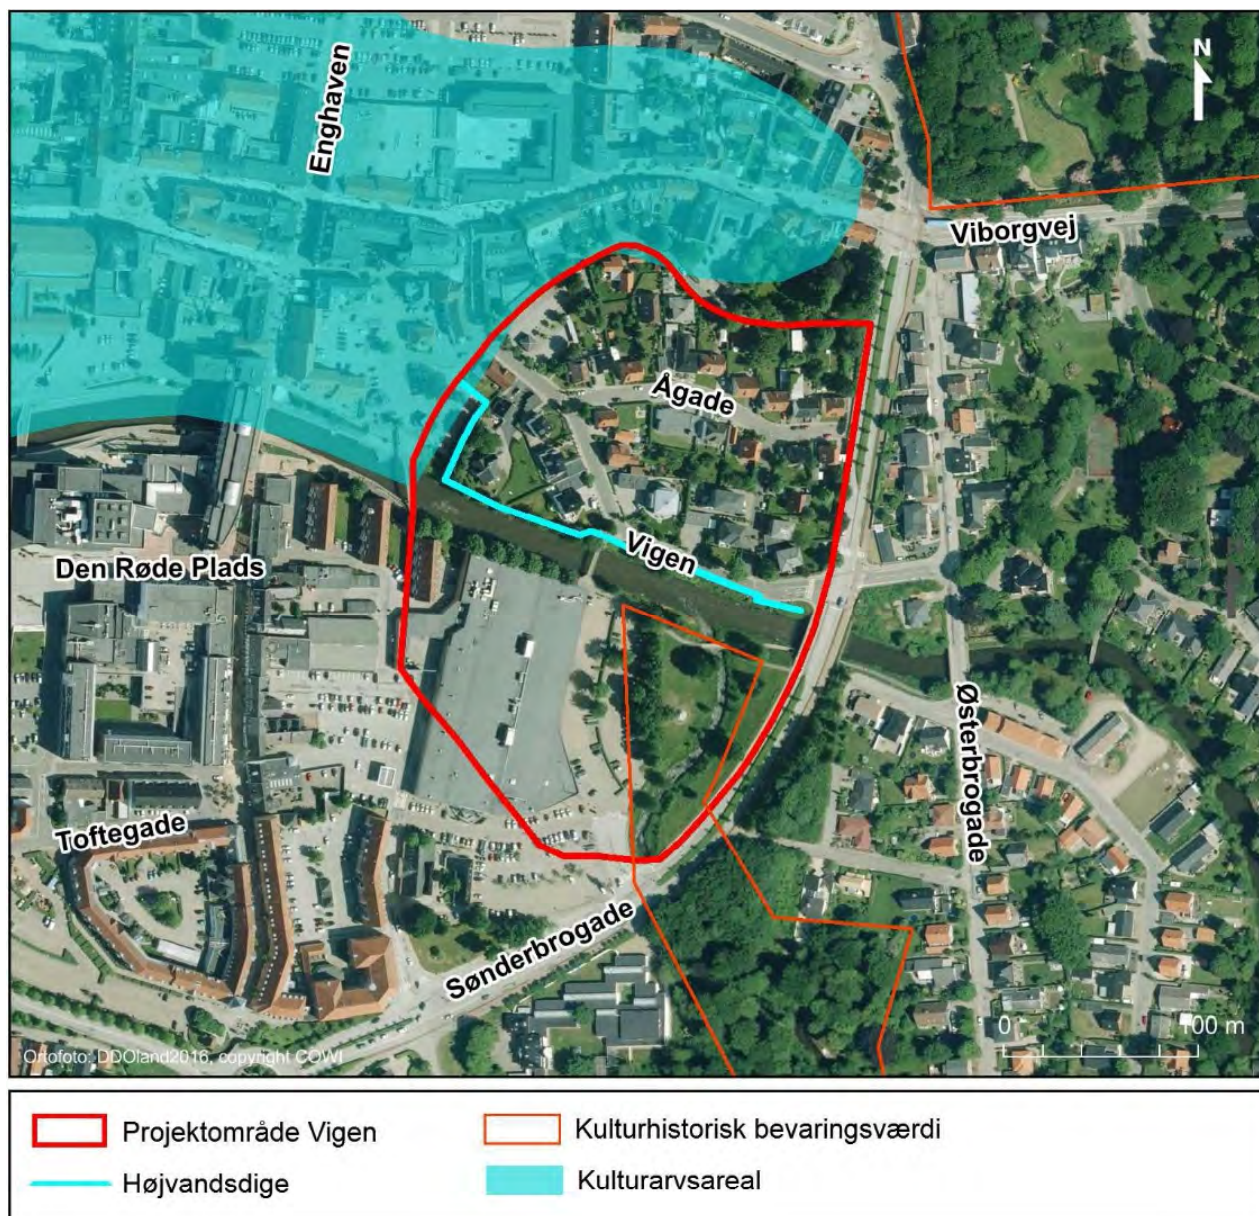 Enghaven
N
Viborgvej
Ågade
Vigen
Den Røde Plads
Østerbrogade
Toftegade
Sønderbrogade
0 100 m
Ortofoto: DDOland2016, copyright COWI
Projektområde Vigen
Kulturhistorisk bevaringsværdi
Højvandsdige
Kulturarvsareal